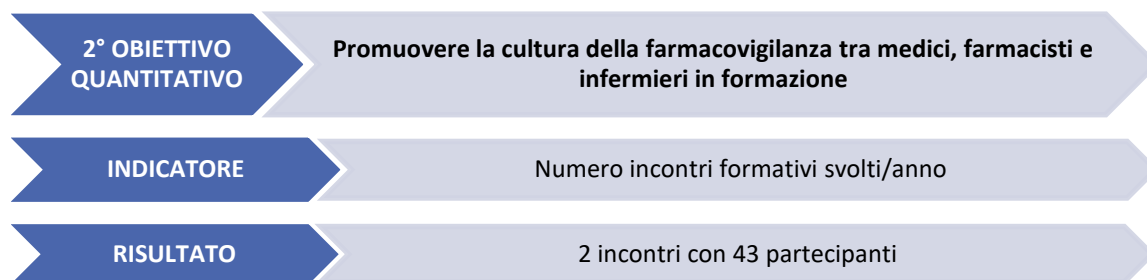 2° OBIETTIVO
QUANTITATIVO
Promuovere la cultura della farmacovigilanza tra medici, farmacisti e
infermieri in formazione
INDICATORE
Numero incontri formativi svolti/anno
RISULTATO
2 incontri con 43 partecipanti